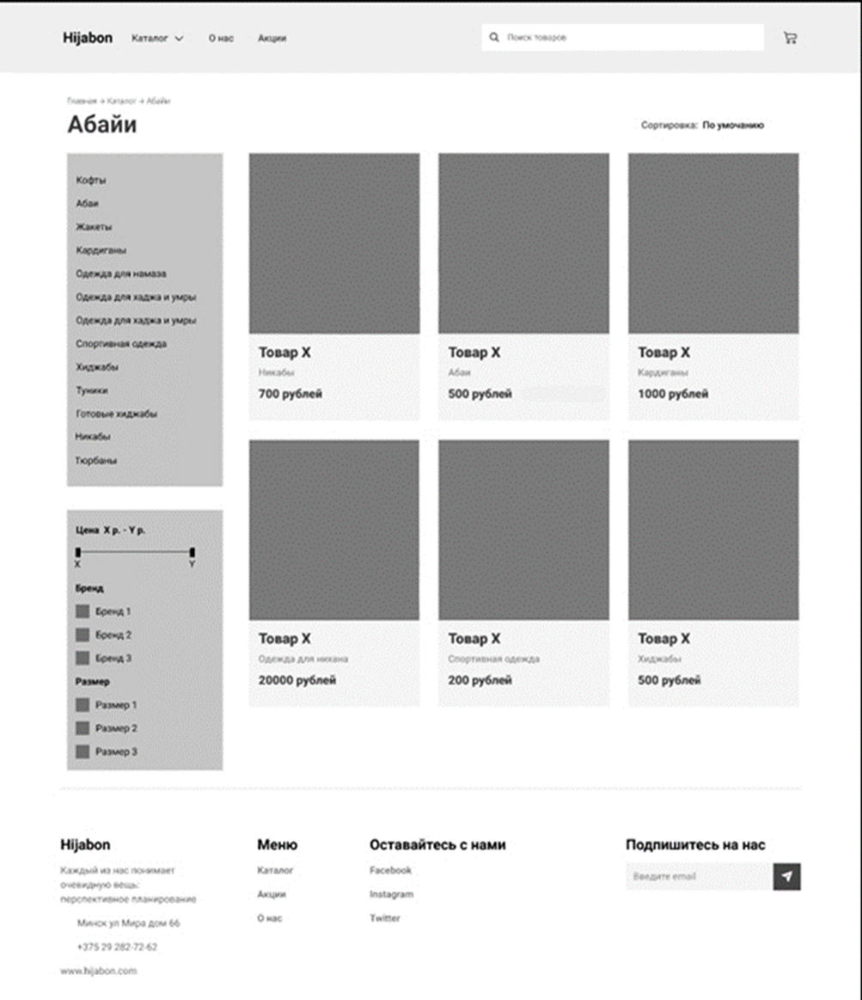 Hijabon Каталог О нас Акции Поиск товаров
Главная → Каталог → Абайи
Абайи
Сортировка: По умочанию
Кофты
Абаи
Жакеты
Кардиганы
Одежда для намаза
Одежда для хаджа и умры
Одежда для хаджа и умры
Спортивная одежда
Хиджабы
Туники
Готовые хиджабы
Никабы
Тюрбаны
Цена X р. - Y р.
X Y
Бренд
Бренд 1
Бренд 2
Бренд 3
Размер
Размер 1
Размер 2
Размер 3
Товар X
Никабы
700 рублей
Товар X
Абаи
500 рублей
Товар X
Кардиганы
1000 рублей
Товар X
Одежда для никана
20000 рублей
Товар X
Спортивная одежда
200 рублей
Товар X
Хиджабы
500 рублей
Hijabon
Каждый из нас понимает
очевидную вещь:
перспективное планирование
Минск ул Мира дом 66
+375 29 282-72-62
www.hijabon.com
Меню
Каталог
Акции
О нас
Оставайтесь с нами
Facebook
Instagram
Twitter
Подпишитесь на нас
Введите email